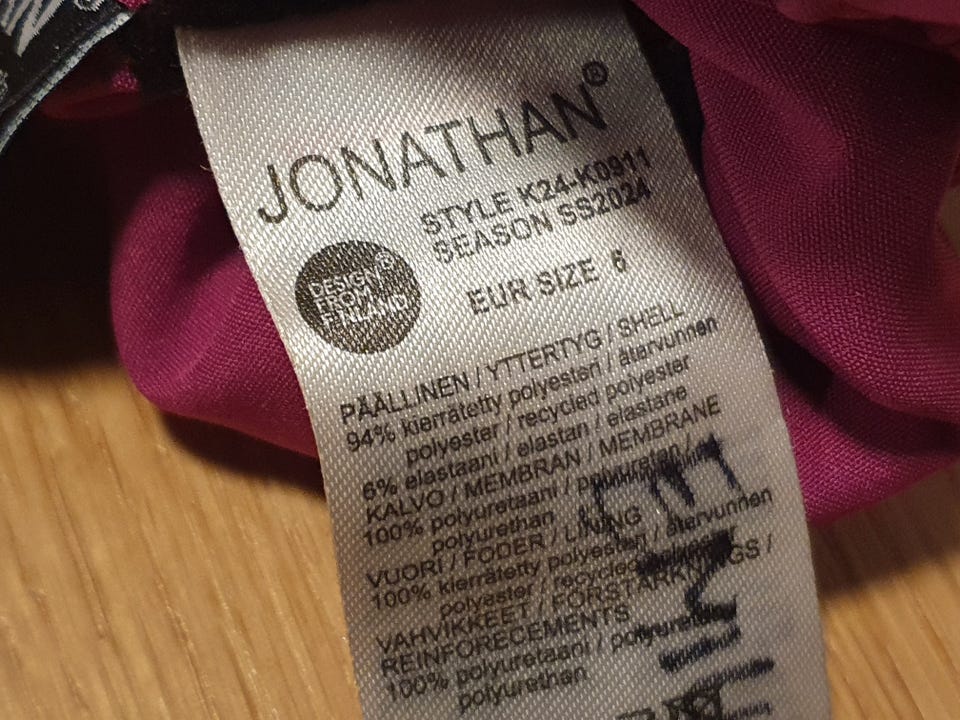 JONATHAN®
STYLE K24-K0911
SEASON SS2024
DESIGN®
FROM
FINLAND
EUR SIZE 6
PÄÄLLINEN / YTTERTYG / SHELL
94% kierrätetty polyesteri / återvunnen
polyester / recycled polyester
6% elastaani / elastan / elastane
KALVO / MEMBRAN / MEMBRANE
100% polyuretaani / polyuretan /
polyurethan
VUORI / FODER / LINING
100% kierrätetty polyesteri / återvunnen
polyester / recycled polyester
VAHVIKKEET / FÖRSTÄRKNINGS /
REINFORECEMENTS
100% polyuretaani / polyuretan /
polyurethan